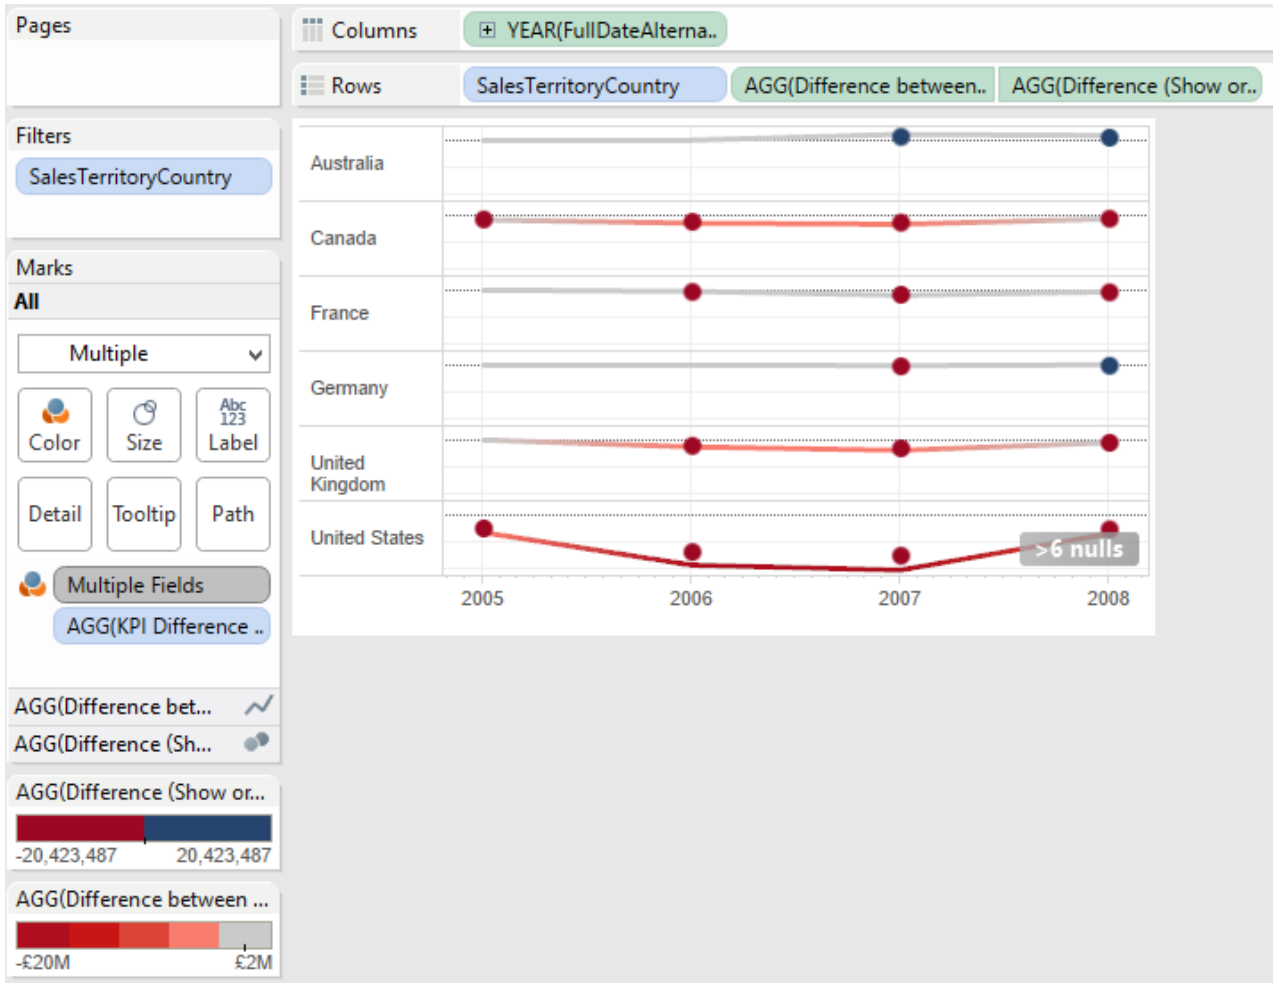 Pages
Columns
YEAR(FullDateAlterna..
Rows
SalesTerritoryCountry
AGG(Difference between..
AGG(Difference (Show or..
Filters
SalesTerritoryCountry
Marks
All
Multiple
Color
Size
Abc
123
Label
Detail
Tooltip
Path
Multiple Fields
AGG(KPI Difference ..
AGG(Difference bet...
AGG(Difference (Sh...
AGG(Difference (Show or...
-20,423,487 20,423,487
AGG(Difference between ...
-£20M £2M
Australia
Canada
France
Germany
United
Kingdom
United States
>6 nulls
2005 2006 2007 2008